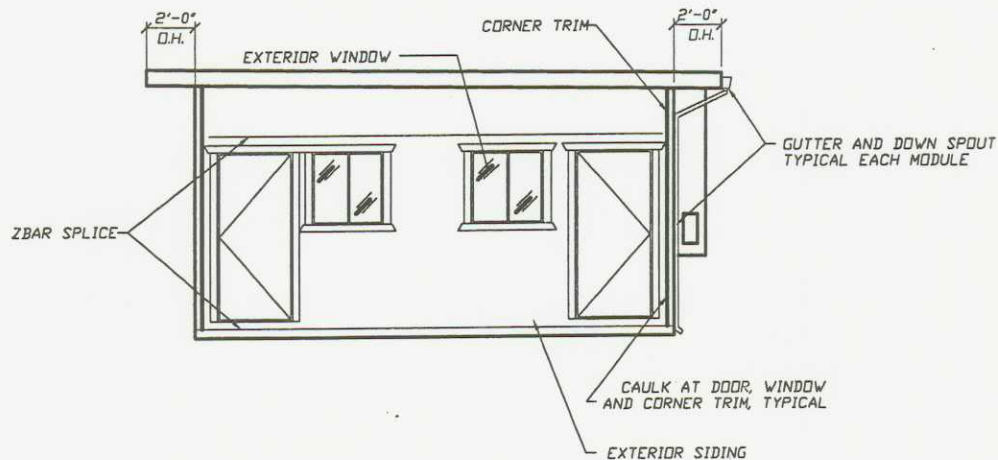 2'-0"
O.H.
CORNER TRIM
2'-0"
O.H.
EXTERIOR WINDOW
GUTTER AND DOWN SPOUT
TYPICAL EACH MODULE
ZBAR SPLICE
CAULK AT DOOR, WINDOW
AND CORNER TRIM, TYPICAL
EXTERIOR SIDING